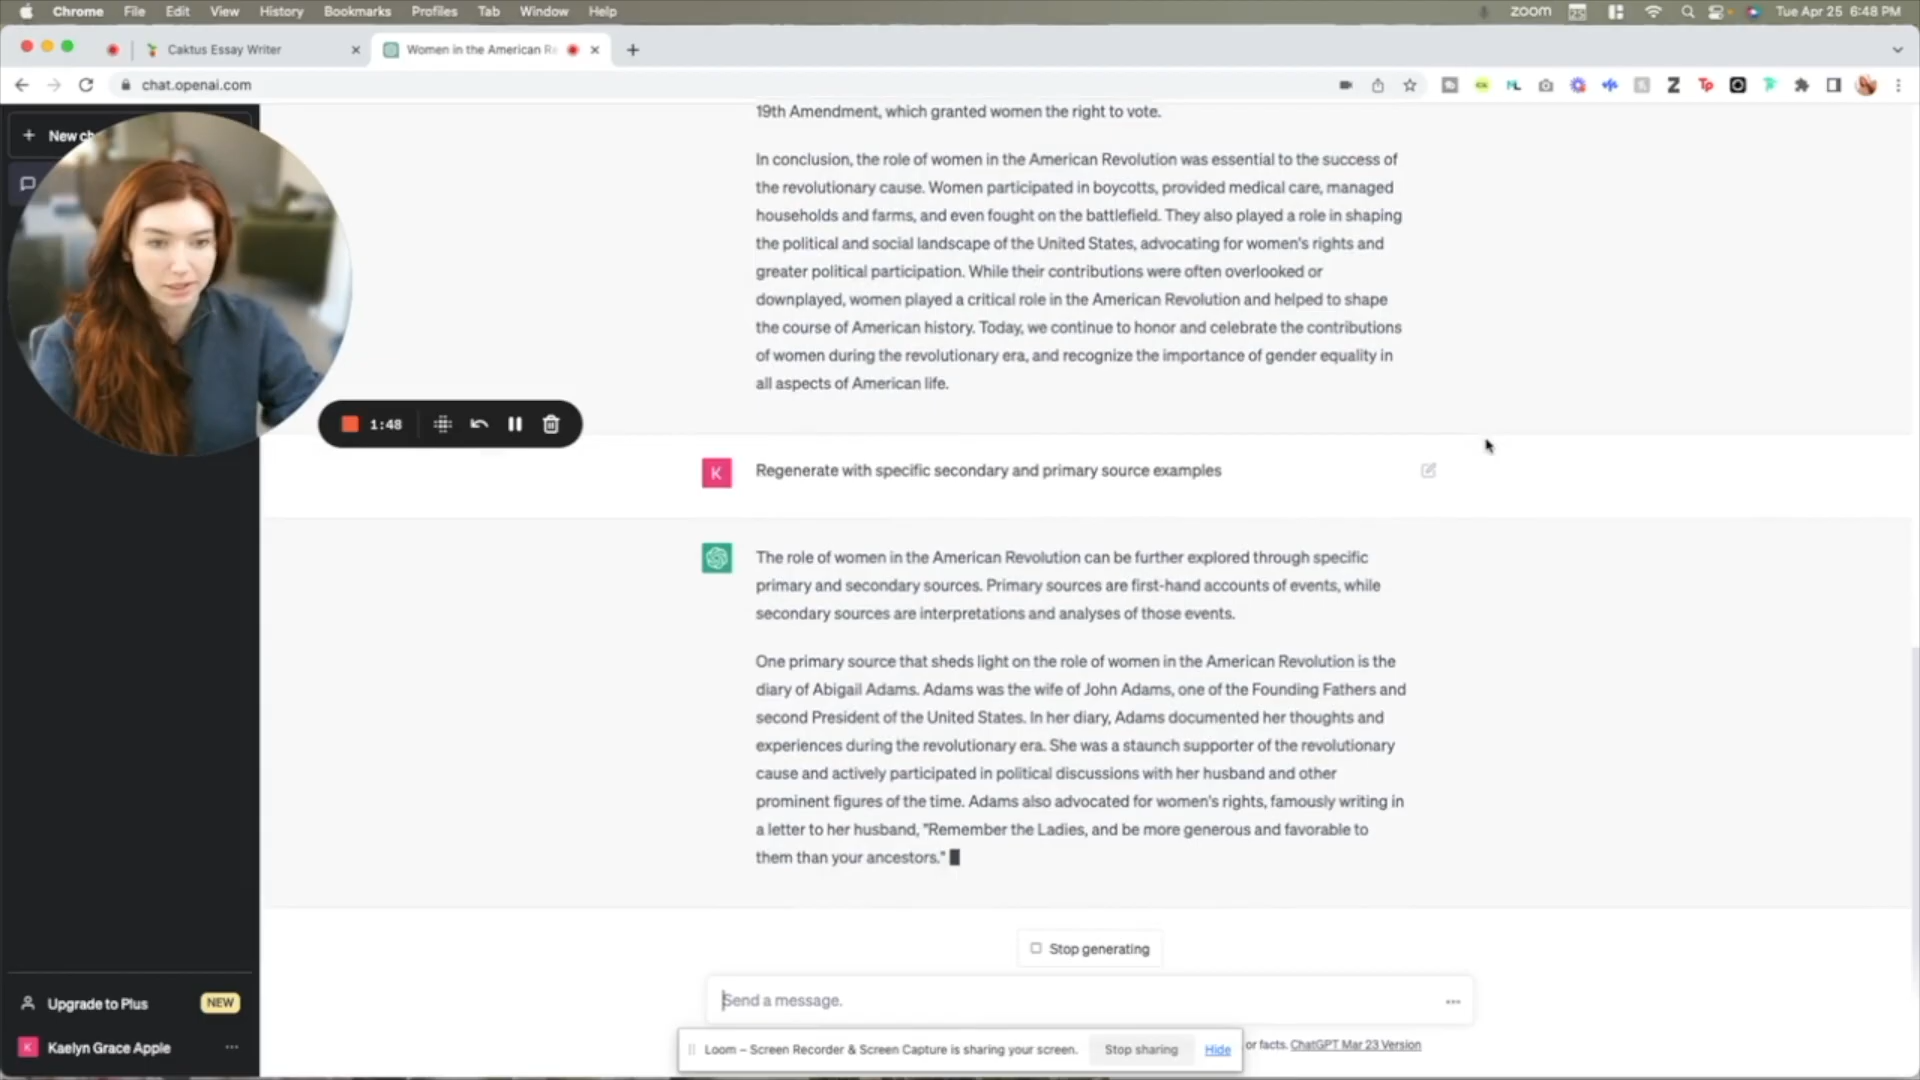 Chrome File Edit View History Bookmarks Profiles Tab Window Help zoom 25 Tue Apr 25 6:48 PM
Caktus Essay Writer Women in the American Re
chat.openai.com
New ch
19th Amendment, which granted women the right to vote.
In conclusion, the role of women in the American Revolution was essential to the success of
the revolutionary cause. Women participated in boycotts, provided medical care, managed
households and farms, and even fought on the battlefield. They also played a role in shaping
the political and social landscape of the United States, advocating for women's rights and
greater political participation. While their contributions were often overlooked or
downplayed, women played a critical role in the American Revolution and helped to shape
the course of American history. Today, we continue to honor and celebrate the contributions
of women during the revolutionary era, and recognize the importance of gender equality in
all aspects of American life.
1:48
K Regenerate with specific secondary and primary source examples
The role of women in the American Revolution can be further explored through specific
primary and secondary sources. Primary sources are first-hand accounts of events, while
secondary sources are interpretations and analyses of those events.
One primary source that sheds light on the role of women in the American Revolution is the
diary of Abigail Adams. Adams was the wife of John Adams, one of the Founding Fathers and
second President of the United States. In her diary, Adams documented her thoughts and
experiences during the revolutionary era. She was a staunch supporter of the revolutionary
cause and actively participated in political discussions with her husband and other
prominent figures of the time. Adams also advocated for women's rights, famously writing in
a letter to her husband, "Remember the Ladies, and be more generous and favorable to
them than your ancestors."
Stop generating
Send a message.
Upgrade to Plus NEW
K Kaelyn Grace Apple
Loom – Screen Recorder & Screen Capture is sharing your screen. Stop sharing Hide
or facts. ChatGPT Mar 23 Version